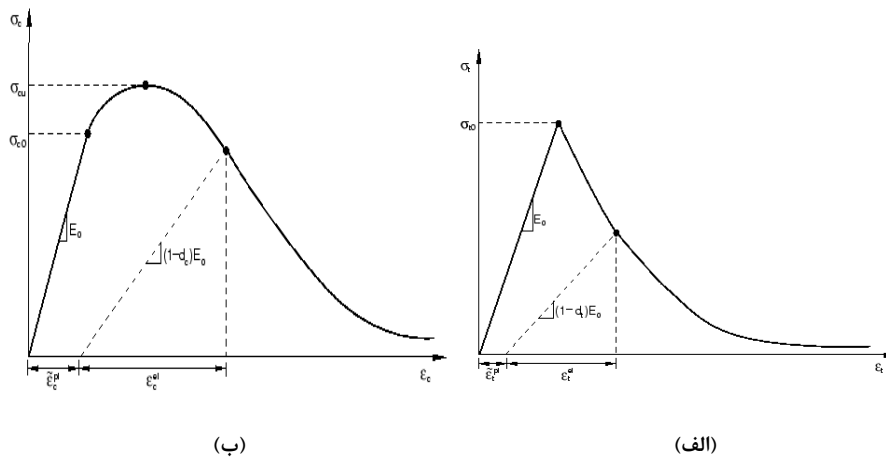 σc
σcu
σc0
E0
(1-dc)E0
ε̃c^pl
εc^el
εc
(ب)
σt
σt0
E0
(1-dt)E0
ε̃t^pl
εt^el
εt
(الف)